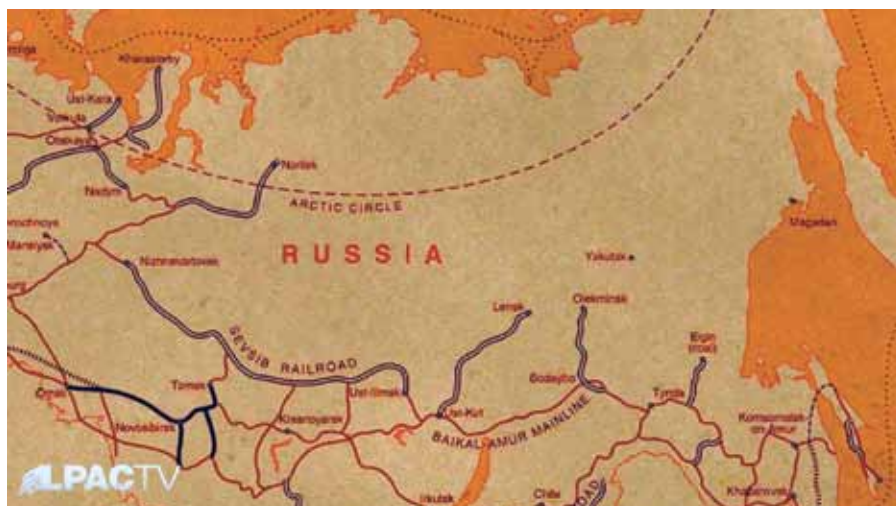 Kharasavey
Ust-Kara
Vorkuta
Nadym
Norilsk
ARCTIC CIRCLE
Magadan
RUSSIA
Yakutsk
Nizhnevartovsk
Lensk
Olekminsk
SEVSIB RAILROAD
Elgin
Tomsk
Ust-Ilimsk
Bodaybo
Tynda
Omsk
Ust-Kut
Novosibirsk
Krasnoyarsk
BAIKAL-AMUR MAINLINE
Komsomolsk-
on-Amur
LPACTV
Irkutsk
Chita
Khabarovsk